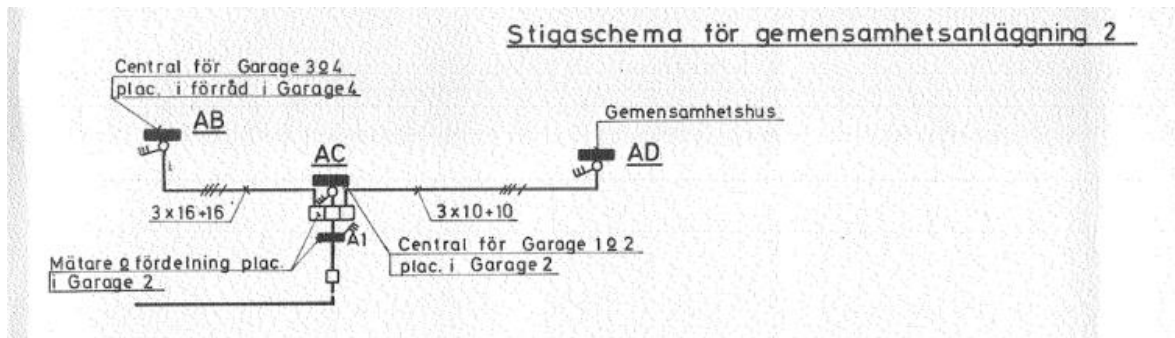 Stigaschema för gemensamhetsanläggning 2
Central för Garage 3 o 4
plac. i förråd i Garage 4
AB
Gemensamhetshus
AC
AD
3x16+16
3x10+10
A1
Central för Garage 1 o 2
plac. i Garage 2
Mätare o fördelning plac.
i Garage 2